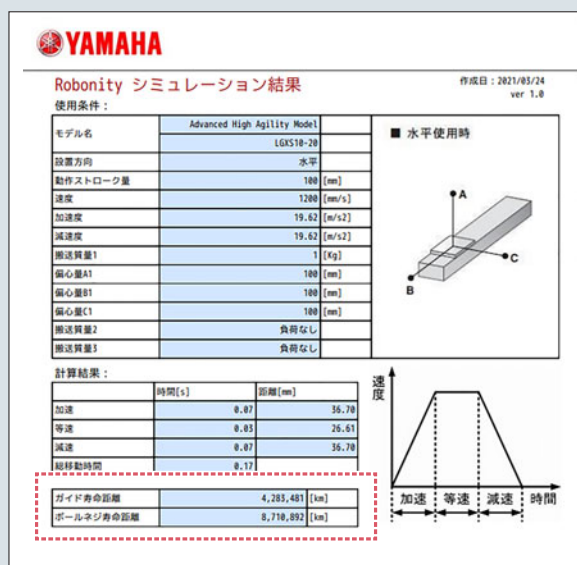 YAMAHA
Robonity シミュレーション結果
作成日：2021/03/24
ver 1.0
使用条件：
モデル名 Advanced High Agility Model
LGXS10-20
設置方向 水平
動作ストローク量 100 [mm]
速度 1200 [mm/s]
加速度 19.62 [m/s2]
減速度 19.62 [m/s2]
搬送質量1 1 [Kg]
偏心量A1 100 [mm]
偏心量B1 100 [mm]
偏心量C1 100 [mm]
搬送質量2 負荷なし
搬送質量3 負荷なし
■ 水平使用時
A
C
B
計算結果：
時間[s] 距離[mm]
加速 0.07 36.70
等速 0.03 26.61
減速 0.07 36.70
総移動時間 0.17
ガイド寿命距離 4,283,481 [km]
ボールネジ寿命距離 8,710,892 [km]
速度
加速 等速 減速 時間